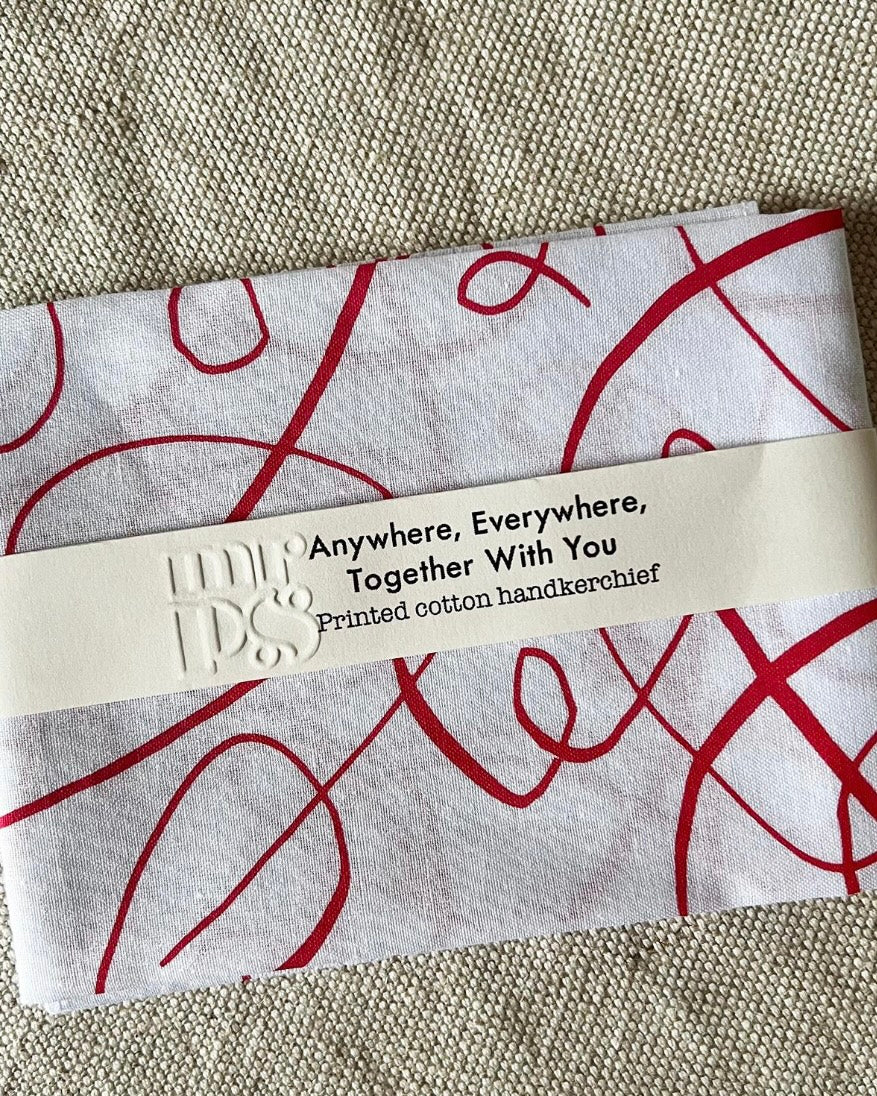 Anywhere, Everywhere,
Together With You
Printed cotton handkerchief